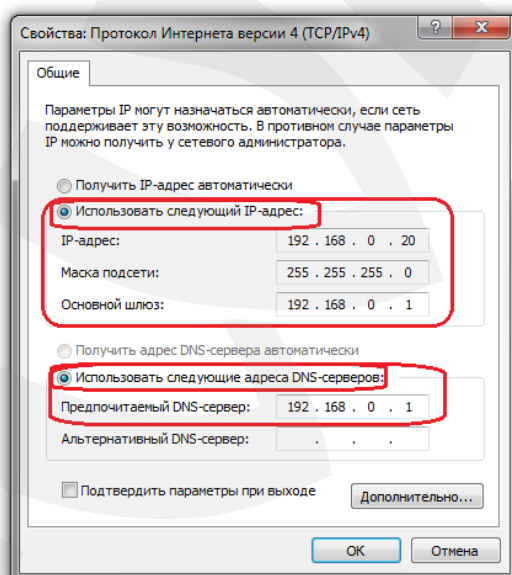 Свойства: Протокол Интернета версии 4 (TCP/IPv4)
Общие
Параметры IP могут назначаться автоматически, если сеть
поддерживает эту возможность. В противном случае параметры
IP можно получить у сетевого администратора.
Получить IP-адрес автоматически
Использовать следующий IP-адрес:
IP-адрес: 192 . 168 . 0 . 20
Маска подсети: 255 . 255 . 255 . 0
Основной шлюз: 192 . 168 . 0 . 1
Получить адрес DNS-сервера автоматически
Использовать следующие адреса DNS-серверов:
Предпочитаемый DNS-сервер: 192 . 168 . 0 . 1
Альтернативный DNS-сервер: . . .
Подтвердить параметры при выходе
Дополнительно...
ОК Отмена